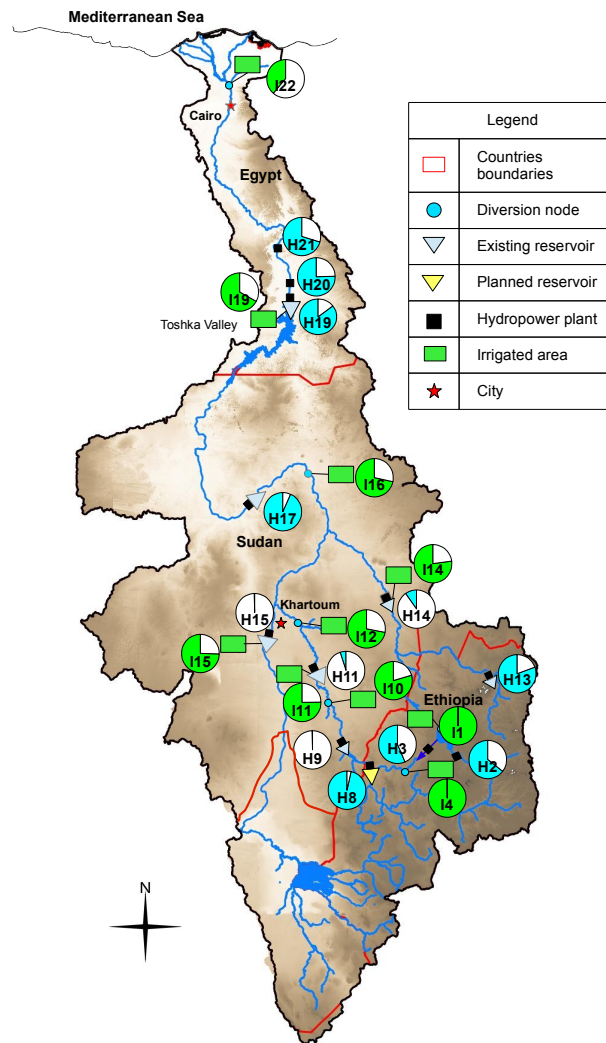 Mediterranean Sea
I22
Cairo
Egypt
H21
H20
I19
H19
Toshka Valley
I16
H17
Sudan
I14
H15
Khartoum
H14
I12
I15
H11
H13
I10
I11
Ethiopia
I1
H9
H3
H2
H8
I4
N
Legend
Countries
boundaries
Diversion node
Existing reservoir
Planned reservoir
Hydropower plant
Irrigated area
City